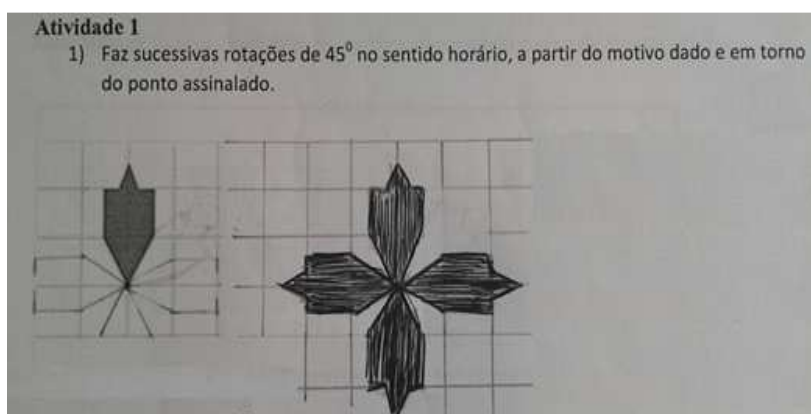 Atividade 1
1) Faz sucessivas rotações de 45⁰ no sentido horário, a partir do motivo dado e em torno
do ponto assinalado.